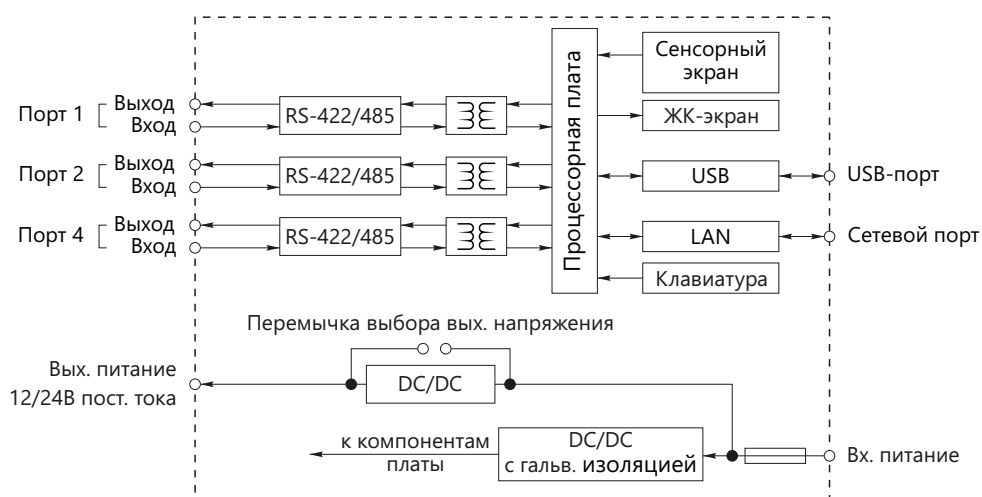 Сенсорный
экран
ЖК-экран
Процессорная плата
Порт 1
Выход
Вход
RS-422/485
Порт 2
Выход
Вход
RS-422/485
USB
USB-порт
Порт 4
Выход
Вход
RS-422/485
LAN
Сетевой порт
Клавиатура
Перемычка выбора вых. напряжения
Вых. питание
12/24В пост. тока
DC/DC
к компонентам
платы
DC/DC
с гальв. изоляцией
Вх. питание